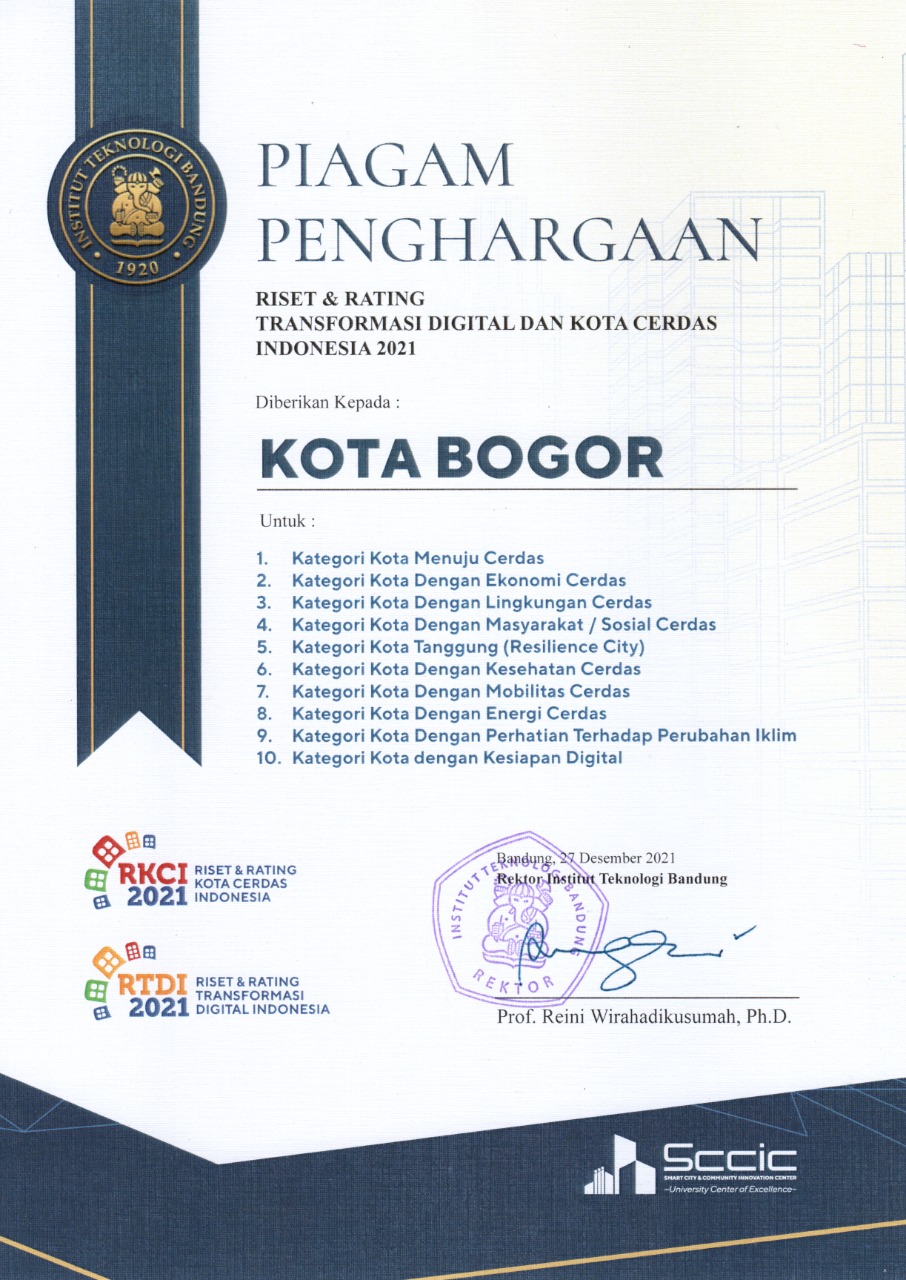 INSTITUT TEKNOLOGI BANDUNG
1920
PIAGAM
PENGHARGAAN
RISET & RATING
TRANSFORMASI DIGITAL DAN KOTA CERDAS
INDONESIA 2021
Diberikan Kepada :
KOTA BOGOR
Untuk :
1. Kategori Kota Menuju Cerdas
2. Kategori Kota Dengan Ekonomi Cerdas
3. Kategori Kota Dengan Lingkungan Cerdas
4. Kategori Kota Dengan Masyarakat / Sosial Cerdas
5. Kategori Kota Tanggung (Resilience City)
6. Kategori Kota Dengan Kesehatan Cerdas
7. Kategori Kota Dengan Mobilitas Cerdas
8. Kategori Kota Dengan Energi Cerdas
9. Kategori Kota Dengan Perhatian Terhadap Perubahan Iklim
10. Kategori Kota dengan Kesiapan Digital
RKCI
2021
RISET & RATING
KOTA CERDAS
INDONESIA
RTDI
2021
RISET & RATING
TRANSFORMASI
DIGITAL INDONESIA
Bandung, 27 Desember 2021
Rektor Institut Teknologi Bandung
INSTITUT TEKNOLOGI BANDUNG
REKTOR
Prof. Reini Wirahadikusumah, Ph.D.
Sccic
SMART CITY & COMMUNITY INNOVATION CENTER
-University Center of Excellence-